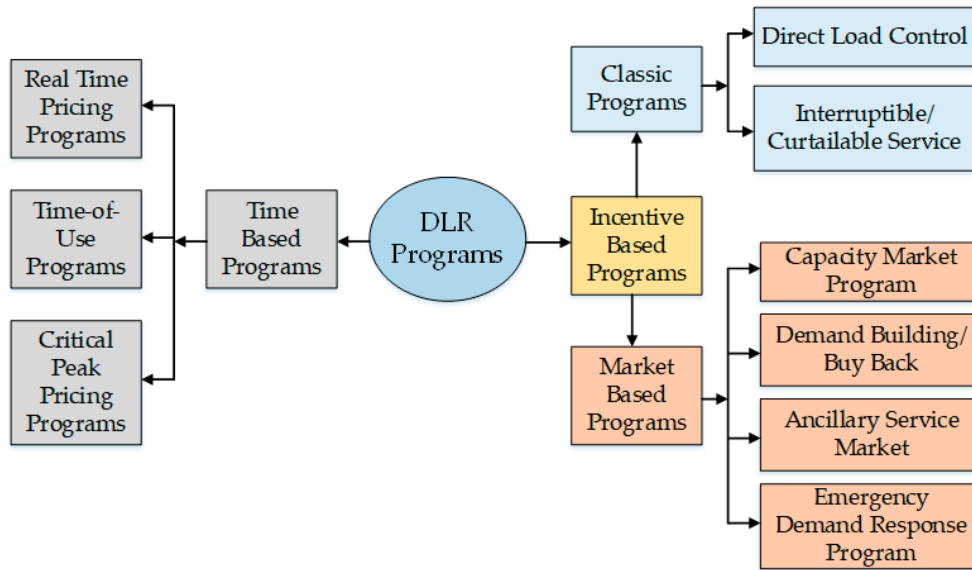 Real Time
Pricing
Programs
Time-of-
Use Programs
Critical
Peak
Pricing
Programs
Time
Based
Programs
DLR
Programs
Classic
Programs
Incentive
Based
Programs
Market
Based
Programs
Direct Load Control
Interruptible/
Curtailable Service
Capacity Market
Program
Demand Building/
Buy Back
Ancillary Service
Market
Emergency
Demand Response
Program